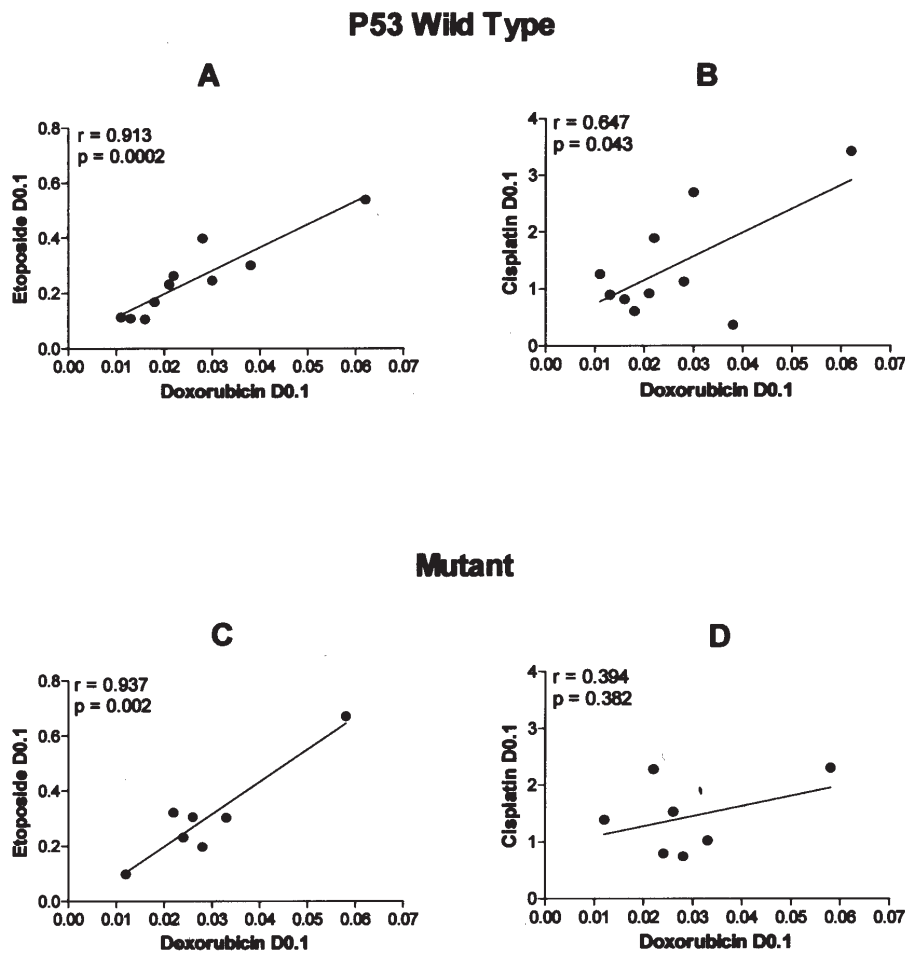 P53 Wild Type
A
r = 0.913
p = 0.0002
0.8
0.6
0.4
0.2
0.0
Etoposide D0.1
0.00 0.01 0.02 0.03 0.04 0.05 0.06 0.07
Doxorubicin D0.1
B
r = 0.647
p = 0.043
4
3
2
1
0
Cisplatin D0.1
0.00 0.01 0.02 0.03 0.04 0.05 0.06 0.07
Doxorubicin D0.1
Mutant
C
r = 0.937
p = 0.002
0.8
0.6
0.4
0.2
0.0
Etoposide D0.1
0.00 0.01 0.02 0.03 0.04 0.05 0.06 0.07
Doxorubicin D0.1
D
r = 0.394
p = 0.382
4
3
2
1
0
Cisplatin D0.1
0.00 0.01 0.02 0.03 0.04 0.05 0.06 0.07
Doxorubicin D0.1